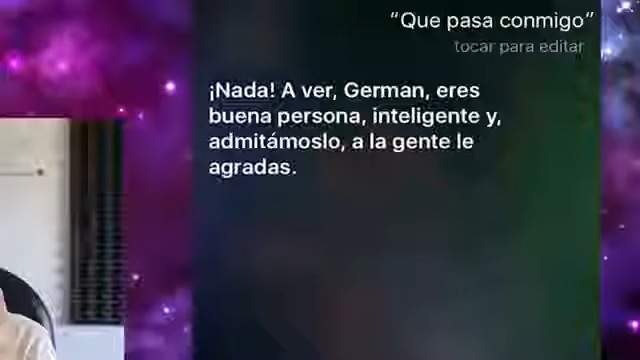 “Que pasa conmigo”
tocar para editar
¡Nada! A ver, German, eres
buena persona, inteligente y,
admitámoslo, a la gente le
agradas.